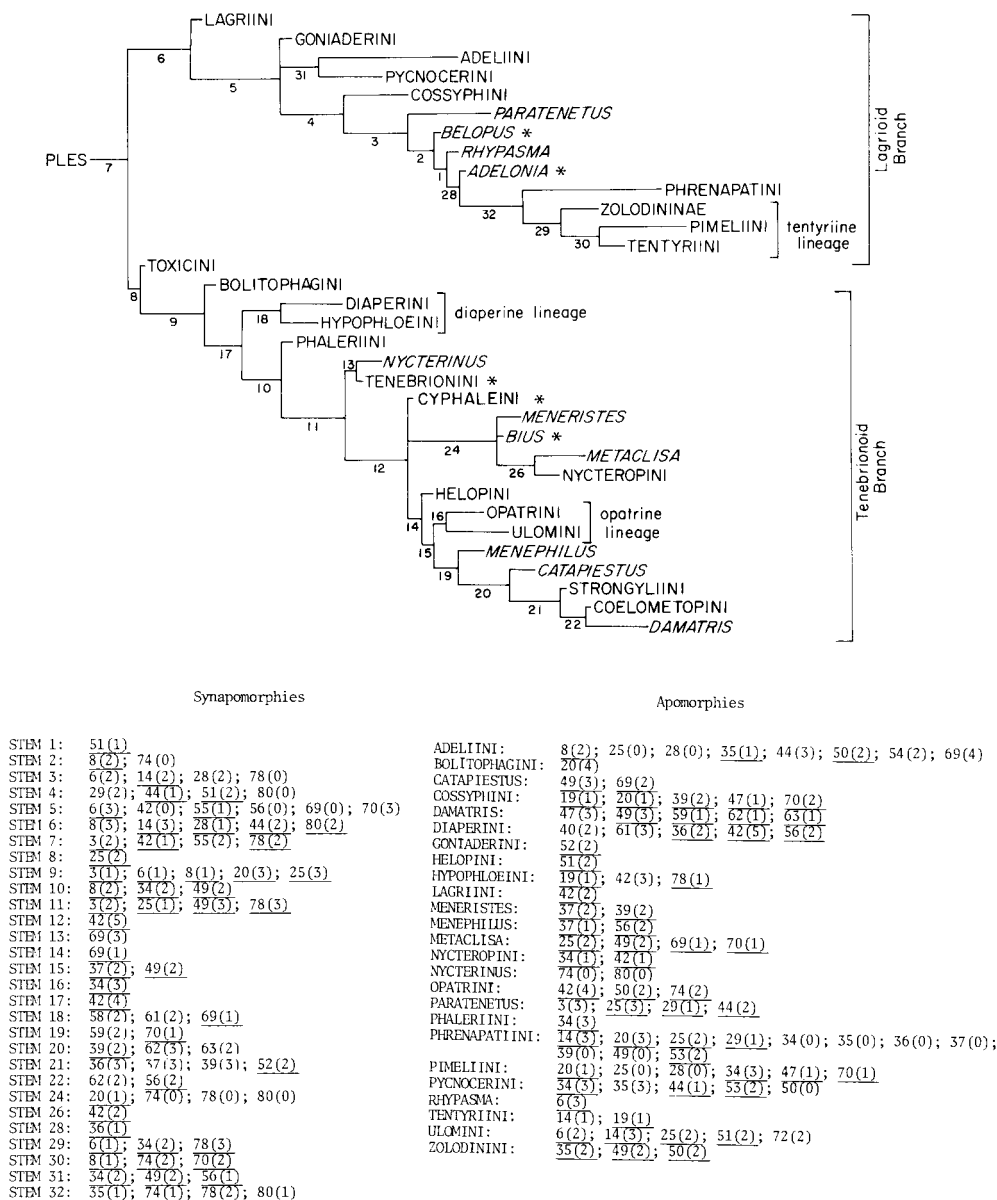 LAGRIINI
GONIADERINI
ADELIINI
PYCNOCERINI
COSSYPHINI
PARATENETUS
BELOPUS *
RHYPASMA
ADELONIA *
PHRENAPATINI
ZOLODININAE
PIMELIINI
TENTYRIINI
tentyriine lineage
Lagrioid Branch
PLES
6
31
5
4
3
2
1
28
32
29
30
7
TOXICINI
BOLITOPHAGINI
DIAPERINI
HYPOPHLOEINI
diaperine lineage
PHALERIINI
NYCTERINUS
TENEBRIONINI *
CYPHALEINI *
MENERISTES
BIUS *
METACLISA
NYCTEROPINI
HELOPINI
OPATRINI
ULOMINI
opatrine lineage
MENEPHILUS
CATAPIESTUS
STRONGYLIINI
COELOMETOPINI
DAMATRIS
Tenebrionoid Branch
8
9
18
17
13
10
11
24
12
26
14
16
15
19
20
21
22
Synapomorphies
STEM 1: 51(1)
STEM 2: 8(2); 74(0)
STEM 3: 6(2); 14(2); 28(2); 78(0)
STEM 4: 29(2); 44(1); 51(2); 80(0)
STEM 5: 6(3); 42(0); 55(1); 56(0); 69(0); 70(3)
STEM 6: 8(3); 14(3); 28(1); 44(2); 80(2)
STEM 7: 3(2); 42(1); 55(2); 78(2)
STEM 8: 25(2)
STEM 9: 3(1); 6(1); 8(1); 20(3); 25(3)
STEM 10: 8(2); 34(2); 49(2)
STEM 11: 3(2); 25(1); 49(3); 78(3)
STEM 12: 42(5)
STEM 13: 69(3)
STEM 14: 69(1)
STEM 15: 37(2); 49(2)
STEM 16: 34(3)
STEM 17: 42(4)
STEM 18: 58(2); 61(2); 69(1)
STEM 19: 59(2); 70(1)
STEM 20: 39(2); 62(3); 63(2)
STEM 21: 36(3); 37(3); 39(3); 52(2)
STEM 22: 62(2); 56(2)
STEM 24: 20(1); 74(0); 78(0); 80(0)
STEM 26: 42(2)
STEM 28: 36(1)
STEM 29: 6(1); 34(2); 78(3)
STEM 30: 8(1); 74(2); 70(2)
STEM 31: 34(2); 49(2); 56(1)
STEM 32: 35(1); 74(1); 78(2); 80(1)
Apomorphies
ADELIINI: 8(2); 25(0); 28(0); 35(1); 44(3); 50(2); 54(2); 69(4)
BOLITOPHAGINI: 20(4)
CATAPIESTUS: 49(3); 69(2)
COSSYPHINI: 19(1); 20(1); 39(2); 47(1); 70(2)
DAMATRIS: 47(3); 49(3); 59(1); 62(1); 63(1)
DIAPERINI: 40(2); 61(3); 36(2); 42(5); 56(2)
GONIADERINI: 52(2)
HELOPINI: 51(2)
HYPOPHLOEINI: 19(1); 42(3); 78(1)
LAGRIINI: 42(2)
MENERISTES: 37(2); 39(2)
MENEPHILUS: 37(1); 56(2)
METACLISA: 25(2); 49(2); 69(1); 70(1)
NYCTEROPINI: 34(1); 42(1)
NYCTERINUS: 74(0); 80(0)
OPATRINI: 42(4); 50(2); 74(2)
PARATENETUS: 3(3); 25(3); 29(1); 44(2)
PHALERIINI: 34(3)
PHRENAPATIINI: 14(3); 20(3); 25(2); 29(1); 34(0); 35(0); 36(0); 37(0);
39(0); 49(0); 53(2)
PIMELIINI: 20(1); 25(0); 28(0); 34(3); 47(1); 70(1)
PYCNOCERINI: 34(3); 35(3); 44(1); 53(2); 50(0)
RHYPASMA: 6(3)
TENTYRIINI: 14(1); 19(1)
ULOMINI: 6(2); 14(3); 25(2); 51(2); 72(2)
ZOLODININI: 35(2); 49(2); 50(2)